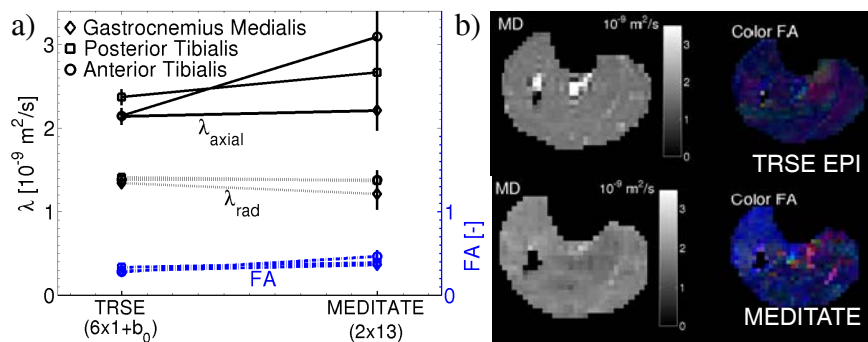 a)
3
2
1
0
λ [10⁻⁹ m²/s]
Gastrocnemius Medialis
Posterior Tibialis
Anterior Tibialis
λaxial
λrad
FA
1
0
FA [-]
TRSE
(6x1+b₀)
MEDITATE
(2x13)
b)
MD
10⁻⁹ m²/s
3
2
1
0
Color FA
TRSE EPI
MD
10⁻⁹ m²/s
3
2
1
0
Color FA
MEDITATE